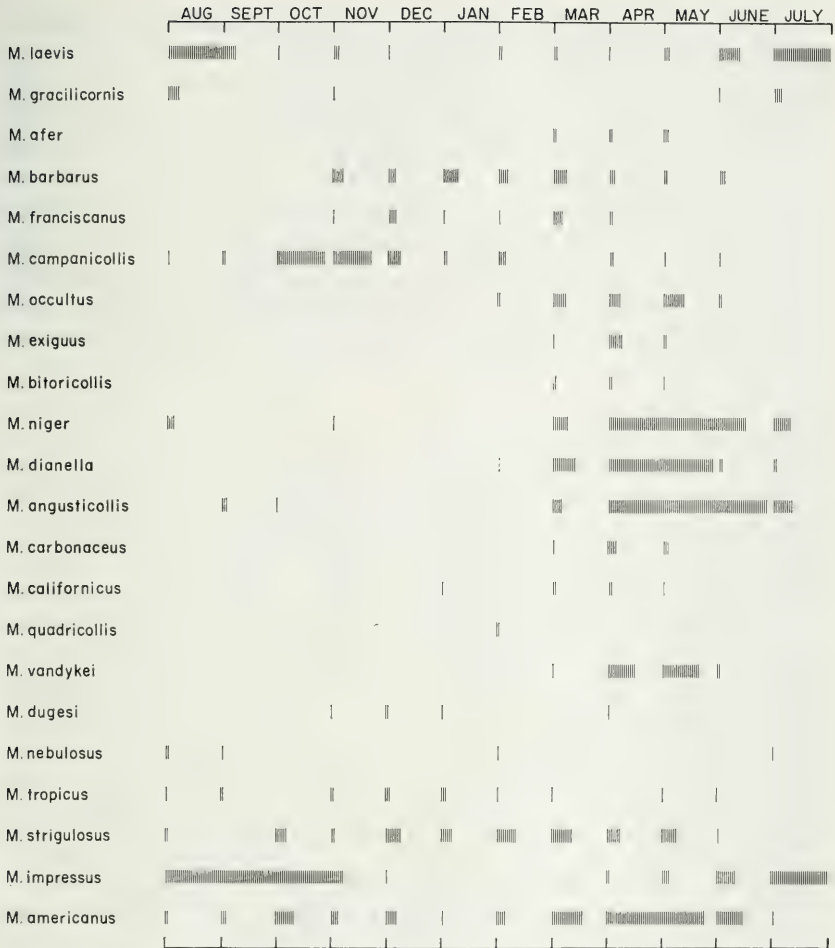 AUG SEPT OCT NOV DEC JAN FEB MAR APR MAY JUNE JULY
M. laevis
M. gracilicornis
M. afer
M. barbarus
M. franciscanus
M. campanicollis
M. occultus
M. exiguus
M. bitoricollis
M. niger
M. dianella
M. angusticollis
M. carbonaceus
M. californicus
M. quadricollis
M. vandykei
M. dugesi
M. nebulosus
M. tropicus
M. strigulosus
M. impressus
M. americanus